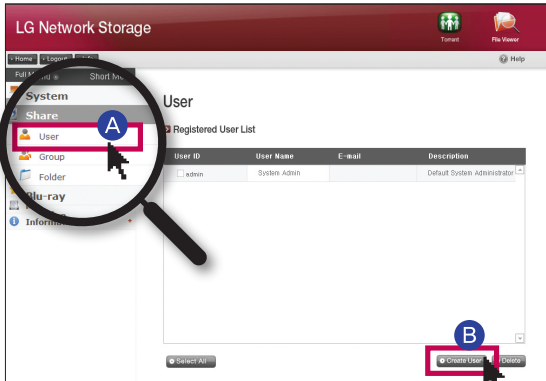 LG Network Storage
Torrent
File Viewer
Home
Logout
Help
Full Menu
Short Me
System
Share
User
Group
Folder
Blu-ray
A
User
Registered User List
User ID
User Name
E-mail
Description
admin
System Admin
Default System Administrator
B
Select All
Create User
Delete